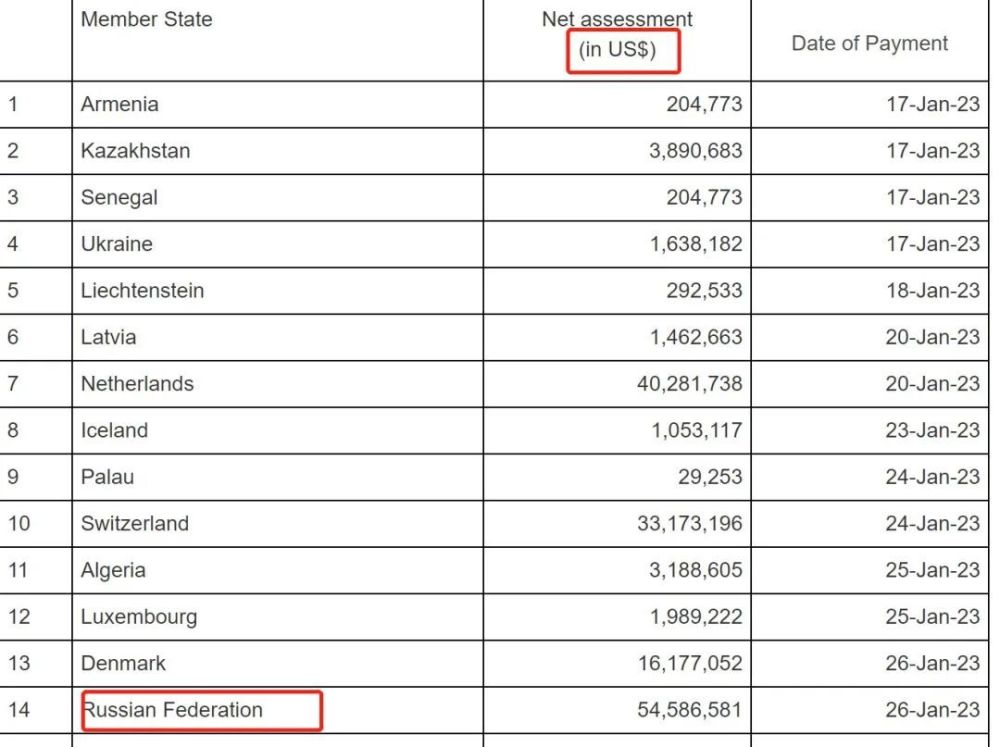 Member State Net assessment (in US$) Date of Payment
1 Armenia 204,773 17-Jan-23
2 Kazakhstan 3,890,683 17-Jan-23
3 Senegal 204,773 17-Jan-23
4 Ukraine 1,638,182 17-Jan-23
5 Liechtenstein 292,533 18-Jan-23
6 Latvia 1,462,663 20-Jan-23
7 Netherlands 40,281,738 20-Jan-23
8 Iceland 1,053,117 23-Jan-23
9 Palau 29,253 24-Jan-23
10 Switzerland 33,173,196 24-Jan-23
11 Algeria 3,188,605 25-Jan-23
12 Luxembourg 1,989,222 25-Jan-23
13 Denmark 16,177,052 26-Jan-23
14 Russian Federation 54,586,581 26-Jan-23